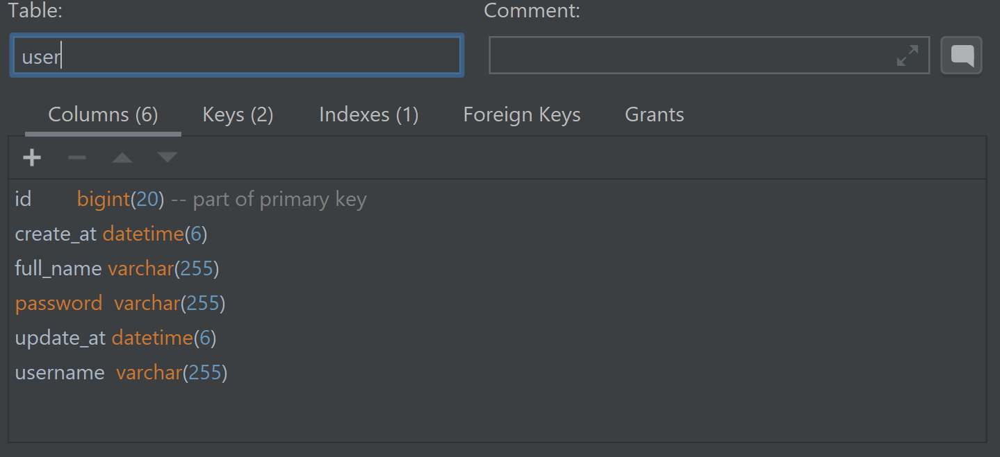 Table: Comment:
user
Columns (6) Keys (2) Indexes (1) Foreign Keys Grants
id bigint(20) -- part of primary key
create_at datetime(6)
full_name varchar(255)
password varchar(255)
update_at datetime(6)
username varchar(255)